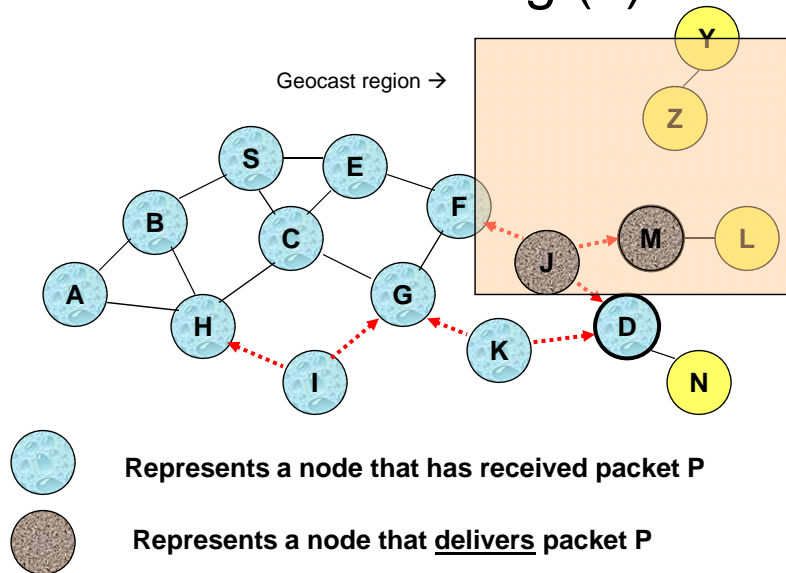 g (
Y
Geocast region →
Z
S
E
B
F
C
J
M
L
A
H
G
D
K
I
N
Represents a node that has received packet P
Represents a node that delivers packet P